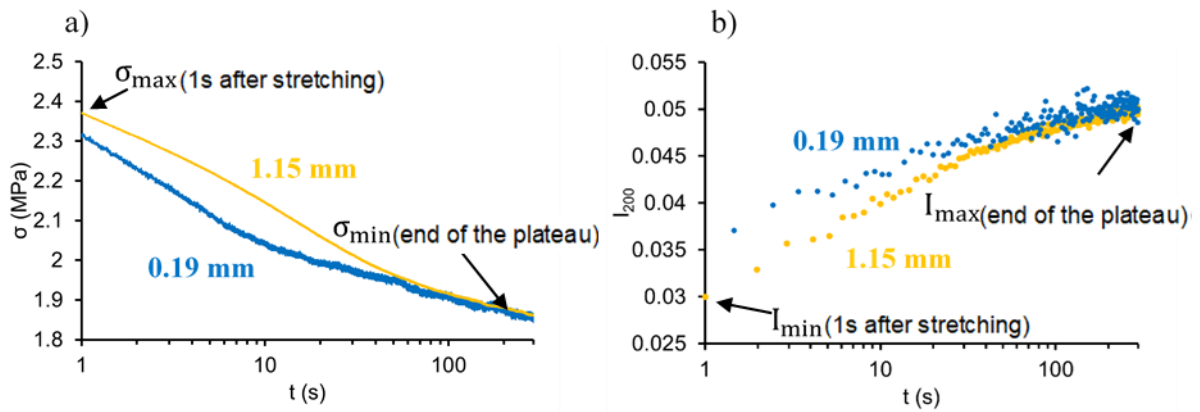 a)
2.5
2.4
2.3
2.2
2.1
2
1.9
1.8
σ (MPa)
σmax(1s after stretching)
1.15 mm
σmin(end of the plateau)
0.19 mm
1
10
100
t (s)
b)
0.055
0.05
0.045
0.04
0.035
0.03
0.025
I200
0.19 mm
Imax(end of the plateau)
1.15 mm
Imin(1s after stretching)
1
10
100
t (s)